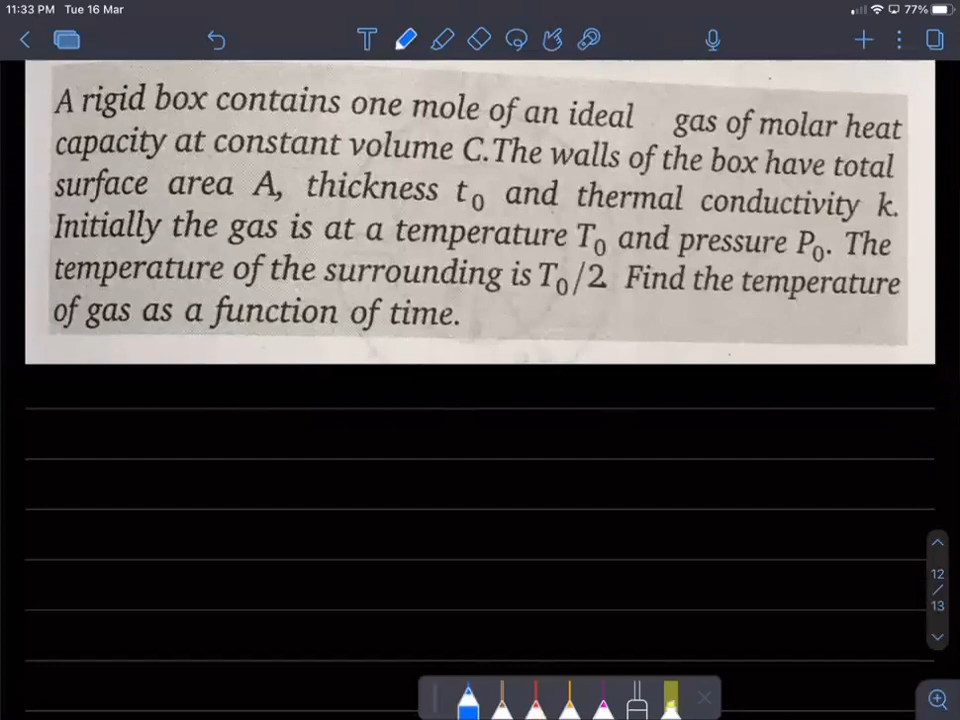 11:33 PM Tue 16 Mar
77%
T
A rigid box contains one mole of an ideal gas of molar heat
capacity at constant volume C.The walls of the box have total
surface area A, thickness t₀ and thermal conductivity k.
Initially the gas is at a temperature T₀ and pressure P₀. The
temperature of the surrounding is T₀/2 Find the temperature
of gas as a function of time.
12
/
13